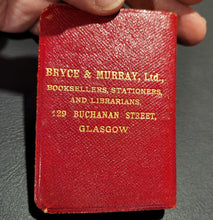 BRYCE & MURRAY, Ltd.,
BOOKSELLERS, STATIONERS,
AND LIBRARIANS,
129 BUCHANAN STREET,
GLASGOW